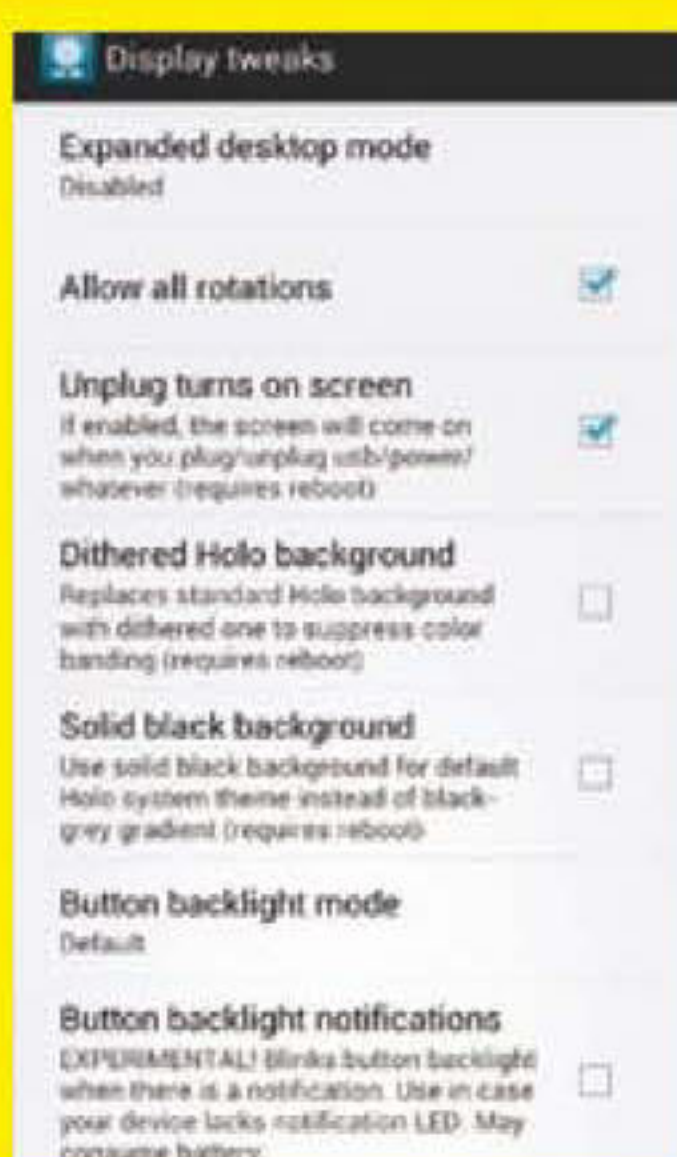 Display tweaks
Expanded desktop mode
Disabled
Allow all rotations
Unplug turns on screen
If enabled, the screen will come on
when you plug/unplug usb/power/
whatever (requires reboot)
Dithered Holo background
Replaces standard Holo background
with dithered one to suppress color
banding (requires reboot)
Solid black background
Use solid black background for default
Holo system theme instead of black-
grey gradient (requires reboot)
Button backlight mode
Default
Button backlight notifications
EXPERIMENTAL! Blinks button backlight
when there is a notification. Use in case
your device lacks notification LED. May
consume battery